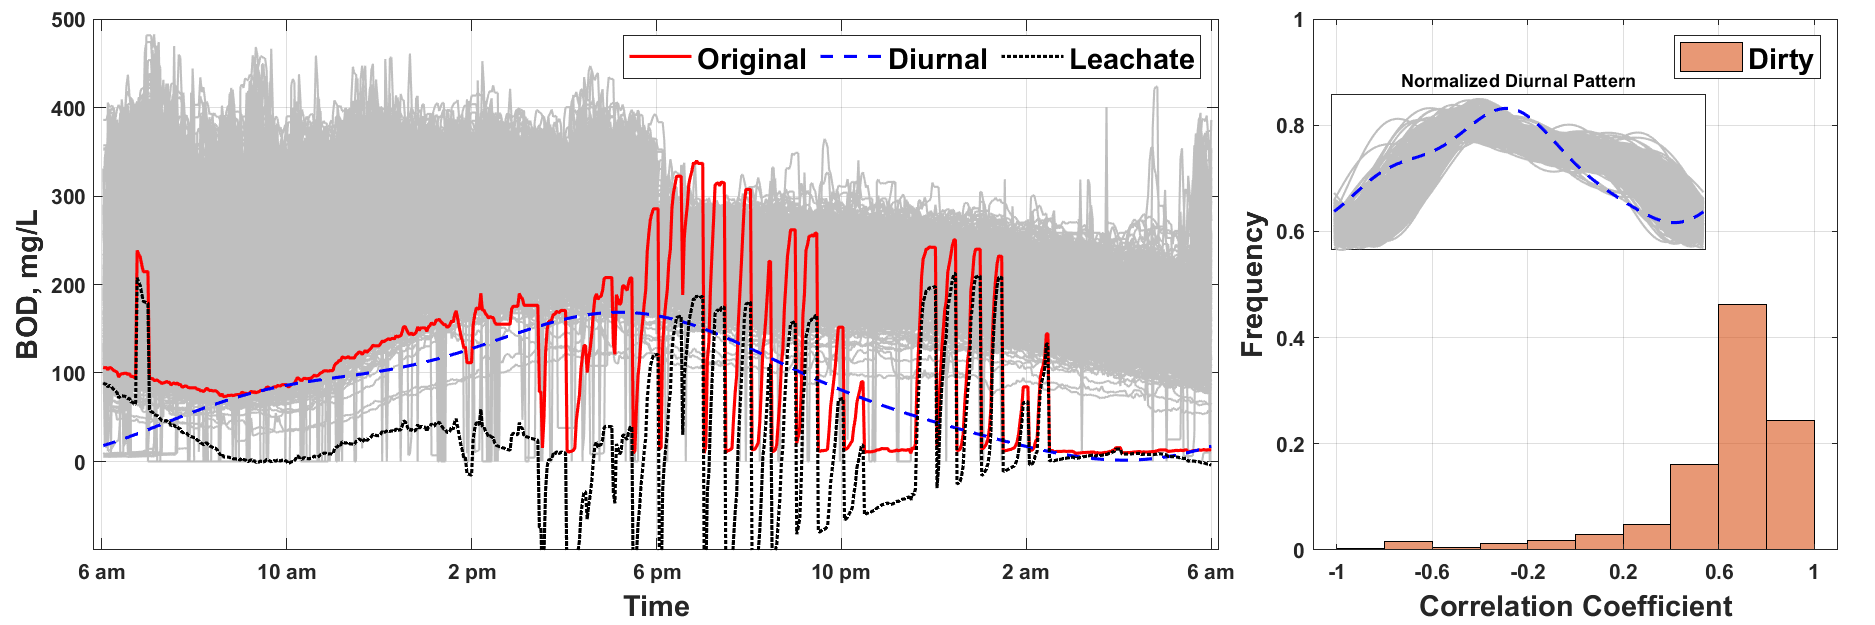 500
400
300
200
100
0
BOD, mg/L
Original Diurnal Leachate
6 am 10 am 2 pm 6 pm 10 pm 2 am 6 am
Time
1
0.8
0.6
0.4
0.2
0
Frequency
Dirty
Normalized Diurnal Pattern
-1 -0.6 -0.2 0.2 0.6 1
Correlation Coefficient